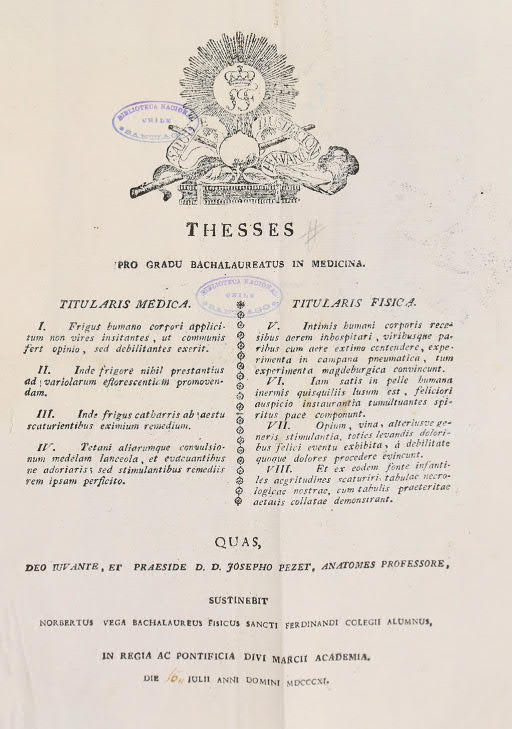 BIBLIOTECA NACIONAL
CHILE
SANTIAGO
THESSES
PRO GRADU BACHALAUREATUS IN MEDICINA.
BIBLIOTECA NACIONAL
CHILE
SANTIAGO
TITULARIS MEDICA.
I. Frigus humano corpori applici-
tum non vires insitantes, ut communis
fert opinio, sed debilitantes exerit.
II. Inde frigore nibil prestantius
ad variolarum efflorescentium promoven-
dam.
III. Inde frigus catbarris ab aestu
scaturientibus eximium remedium.
IV. Tetani aliarumque convulsio-
num medelam lanceola, et evacuantibus
ne adoriaris; sed stimulantibus remediis
rem ipsam perficito.
TITULARIS FISICA.
V. Intimis humani corporis rece-
sibus aerem inhospitari, viribusque pa-
ribus cum aere extimo contendere, expe-
rimenta in campana pneumatica, tum
experimenta magdeburgica convincunt.
VI. Iam satis in pelle humana
inermis quisquiliis lusum est, feliciori
auspicio instauranda tumultuantes spi-
ritus pace componunt.
VII. Opium, vina, alteriusve ge-
neris stimulantia, toties levandis dolori-
bus felici eventu exhibita, á debilitate
quoque dolores procedere evincunt.
VIII. Et ex eodem fonte infanti-
les aegritudines scaturiri tabulae necro-
logicae nostrae, cum tabulis praeteritae
aetatis collatae demonstrant.
QUAS,
DEO IUVANTE, ET PRAESIDE D. D. JOSEPHO PEZET, ANATOMES PROFESSORE,
SUSTINEBIT
NORBERTUS VEGA BACHALAUREUS FISICUS SANCTI FERDINANDI COLEGII ALUMNUS,
IN REGIA AC PONTIFICIA DIVI MARCII ACADEMIA.
DIE 16 IULII ANNI DOMINI MDCCCXI.